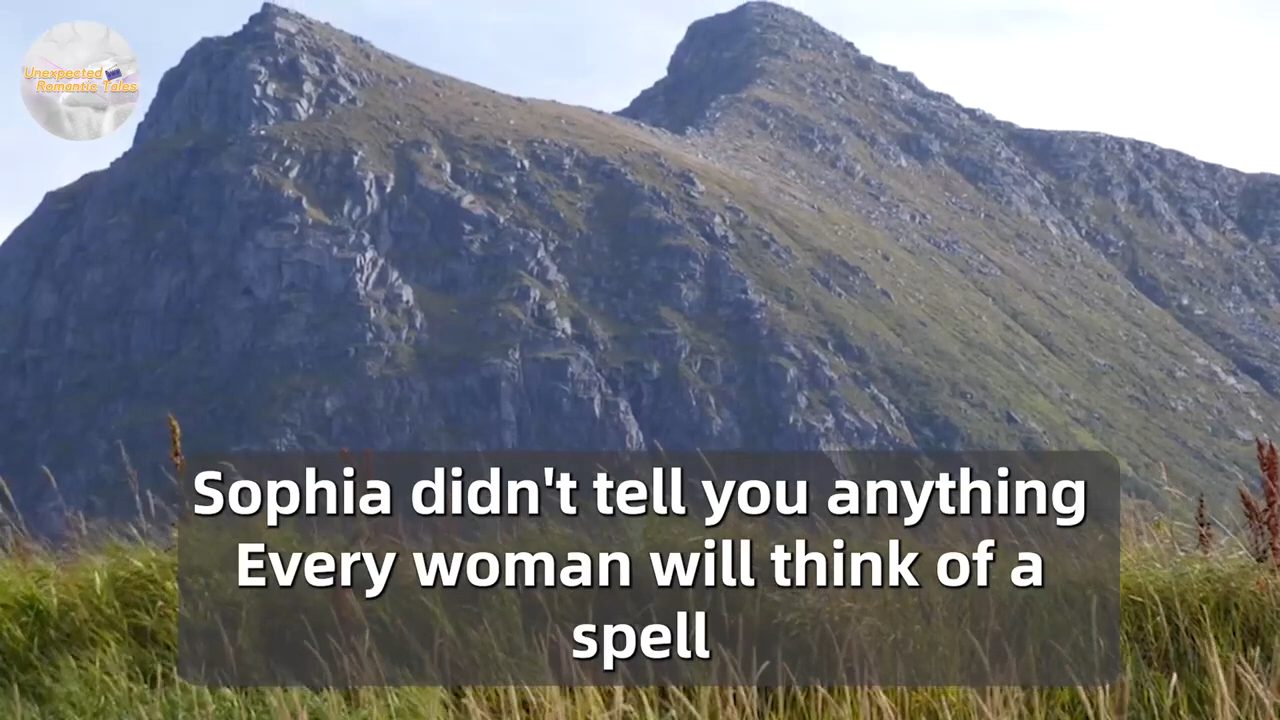 Unexpected
Romantic Tales
Sophia didn't tell you anything
Every woman will think of a
spell